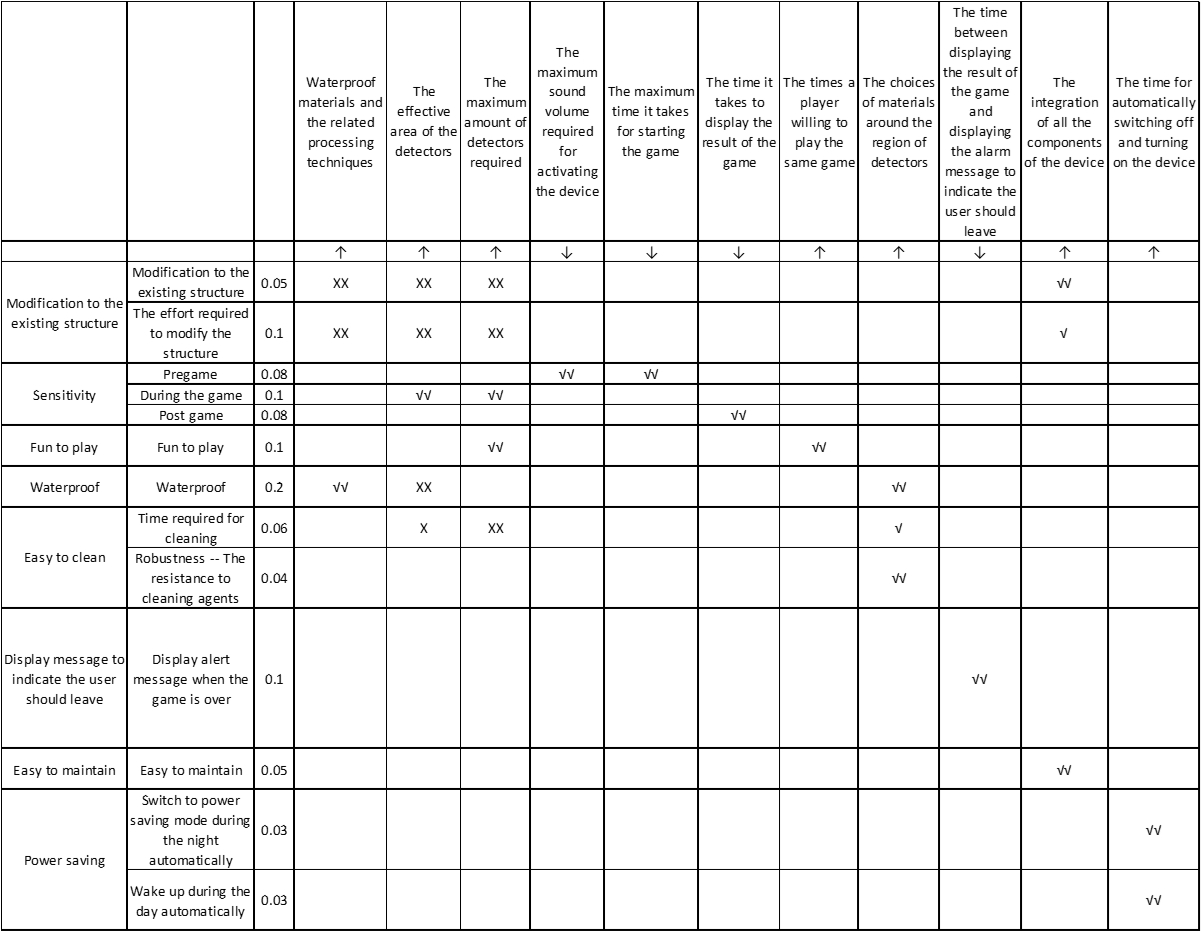 Waterproof
materials and
the related
processing
techniques
The
effective
area of the
detectors
The
maximum
amount of
detectors
required
The
maximum
sound
volume
required
for
activating
the device
The maximum
time it takes
for starting
the game
The time it
takes to
display the
result of the
game
The times a
player
willing to
play the
same game
The choices
of materials
around the
region of
detectors
The time
between
displaying
the result of
the game
and
displaying
the alarm
message to
indicate the
user should
leave
The
integration
of all the
components
of the device
The time for
automatically
switching off
and turning
on the device
↑ ↑ ↑ ↓ ↓ ↓ ↑ ↑ ↓ ↑ ↑
Modification to the
existing structure
Modification to the
existing structure
0.05 XX XX XX √√
The effort required
to modify the
structure
0.1 XX XX XX √
Sensitivity
Pregame 0.08 √√ √√
During the game 0.1 √√ √√
Post game 0.08 √√
Fun to play Fun to play 0.1 √√ √√
Waterproof Waterproof 0.2 √√ XX √√
Easy to clean
Time required for
cleaning
0.06 X XX √
Robustness -- The
resistance to
cleaning agents
0.04 √√
Display message to
indicate the user
should leave
Display alert
message when the
game is over
0.1 √√
Easy to maintain Easy to maintain 0.05 √√
Power saving
Switch to power
saving mode during
the night
automatically
0.03 √√
Wake up during the
day automatically
0.03 √√